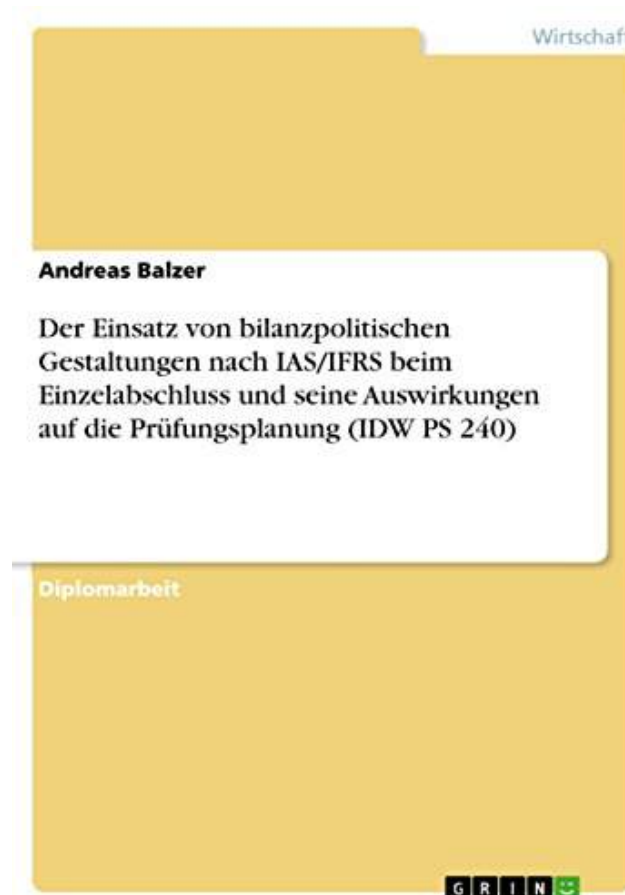 Wirtschaft
Andreas Balzer
Der Einsatz von bilanzpolitischen
Gestaltungen nach IAS/IFRS beim
Einzelabschluss und seine Auswirkungen
auf die Prüfungsplanung (IDW PS 240)
Diplomarbeit
GRIN